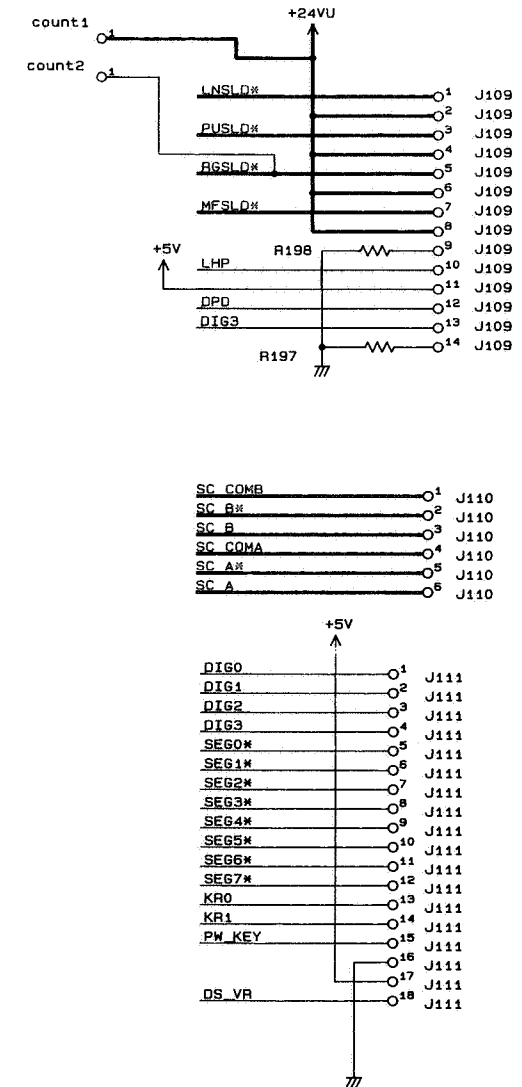 +24VU
count1 1
count2 1
LNSLD* 1 J109
2 J109
PUSLD* 3 J109
4 J109
RGSLD* 5 J109
6 J109
MFSLD* 7 J109
8 J109
+5V R198 9 J109
LHP 10 J109
11 J109
DPD 12 J109
DIG3 13 J109
R197 14 J109
SC COMB 1 J110
SC B* 2 J110
SC B 3 J110
SC COMA 4 J110
SC A* 5 J110
SC A 6 J110
+5V
DIG0 1 J111
DIG1 2 J111
DIG2 3 J111
DIG3 4 J111
SEG0* 5 J111
SEG1* 6 J111
SEG2* 7 J111
SEG3* 8 J111
SEG4* 9 J111
SEG5* 10 J111
SEG6* 11 J111
SEG7* 12 J111
KR0 13 J111
KR1 14 J111
PW_KEY 15 J111
16 J111
17 J111
DS_VR 18 J111